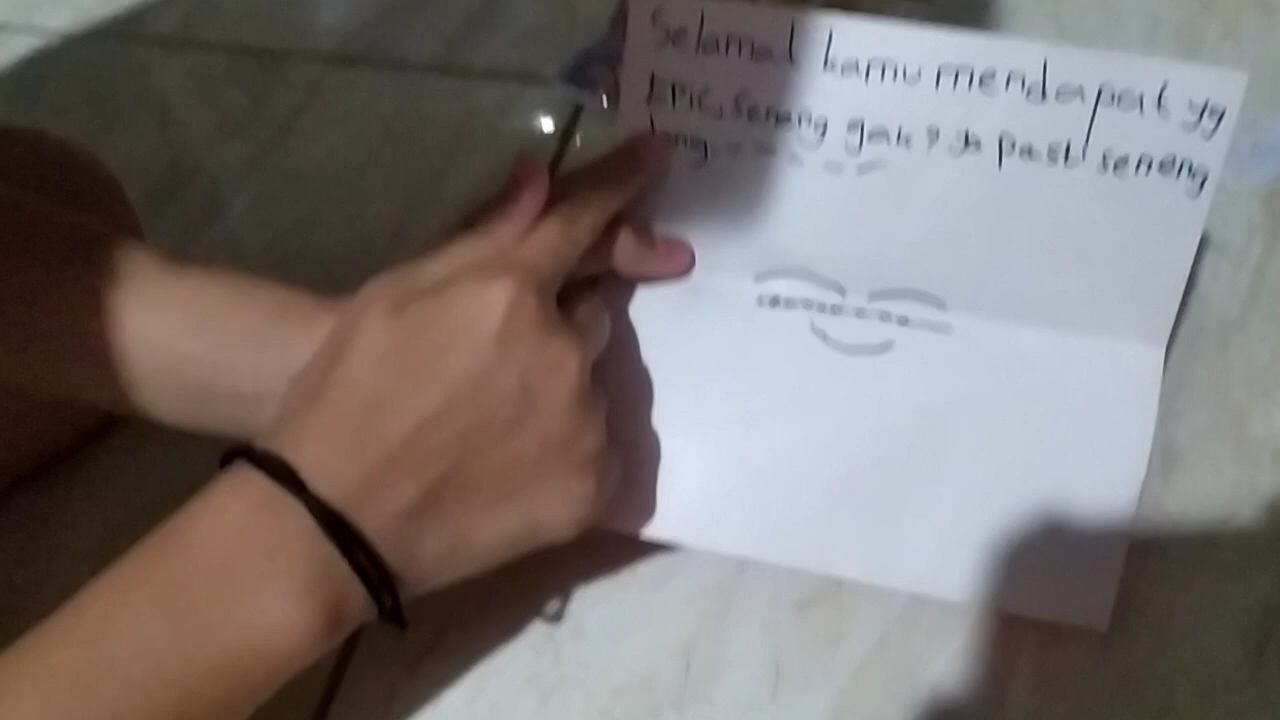 Selamat kamu mendapat yg
EPIC, seneng gak? ya pasti seneng